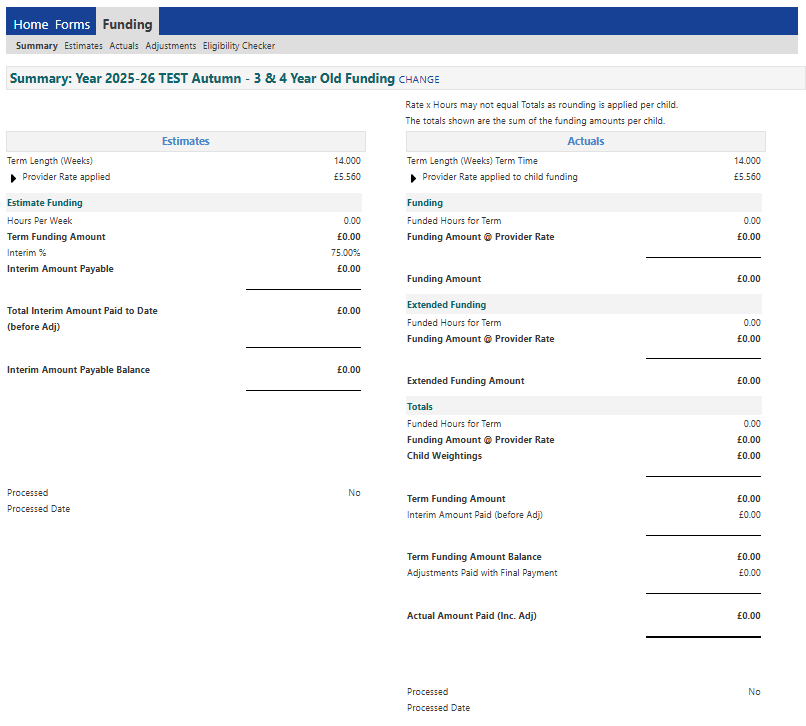 Home Forms Funding
Summary Estimates Actuals Adjustments Eligibility Checker
Summary: Year 2025-26 TEST Autumn - 3 & 4 Year Old Funding CHANGE
Rate x Hours may not equal Totals as rounding is applied per child.
The totals shown are the sum of the funding amounts per child.
Estimates
Term Length (Weeks) 14.000
Provider Rate applied £5.560
Estimate Funding
Hours Per Week 0.00
Term Funding Amount £0.00
Interim % 75.00%
Interim Amount Payable £0.00
Total Interim Amount Paid to Date £0.00
(before Adj)
Interim Amount Payable Balance £0.00
Processed No
Processed Date
Actuals
Term Length (Weeks) Term Time 14.000
Provider Rate applied to child funding £5.560
Funding
Funded Hours for Term 0.00
Funding Amount @ Provider Rate £0.00
Funding Amount £0.00
Extended Funding
Funded Hours for Term 0.00
Funding Amount @ Provider Rate £0.00
Extended Funding Amount £0.00
Totals
Funded Hours for Term 0.00
Funding Amount @ Provider Rate £0.00
Child Weightings £0.00
Term Funding Amount £0.00
Interim Amount Paid (before Adj) £0.00
Term Funding Amount Balance £0.00
Adjustments Paid with Final Payment £0.00
Actual Amount Paid (Inc. Adj) £0.00
Processed No
Processed Date